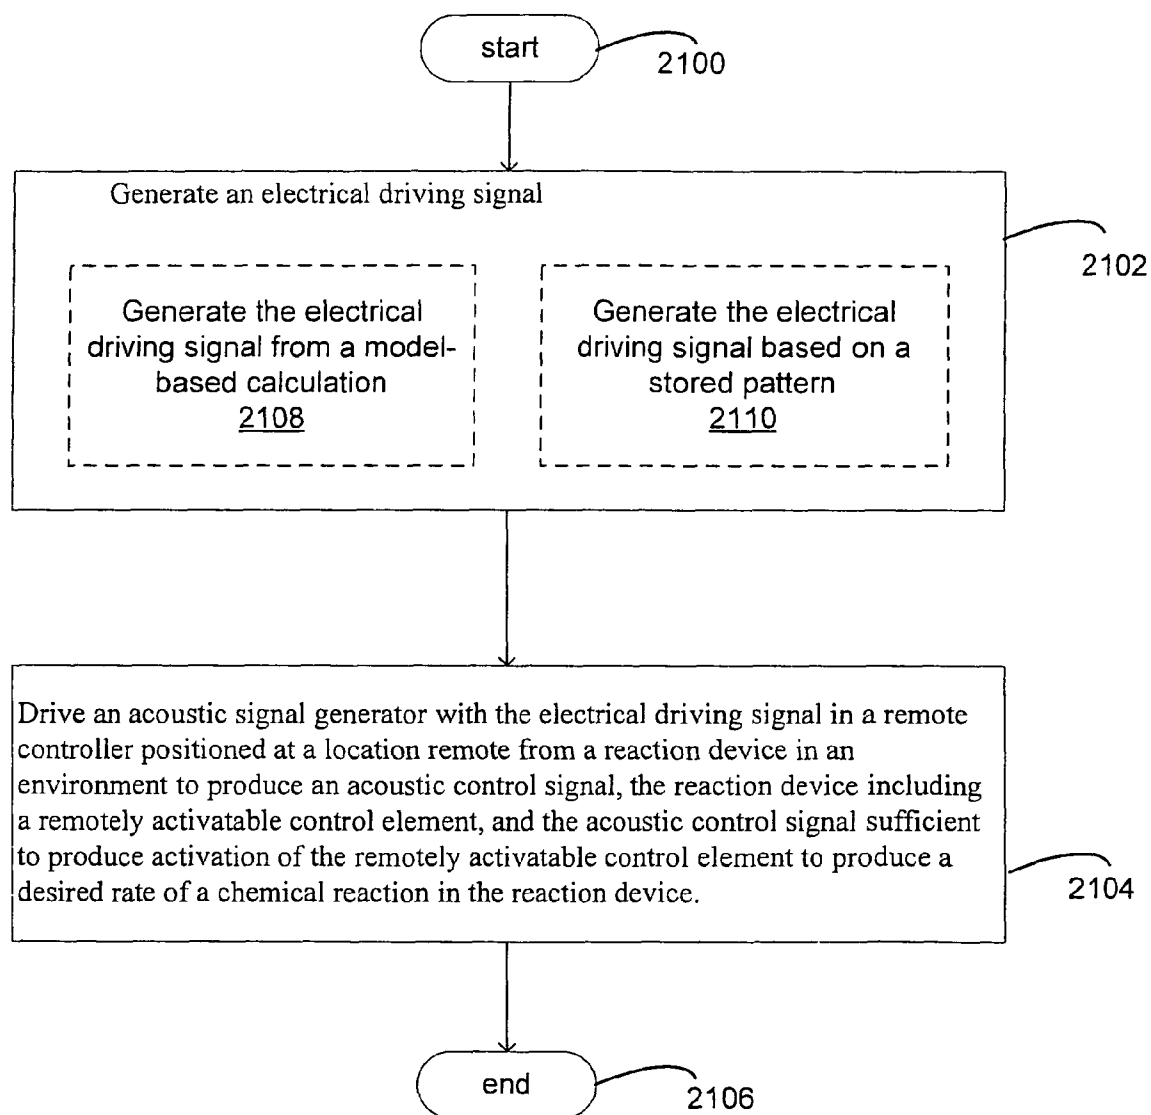 start
2100
Generate an electrical driving signal
2102
Generate the electrical
driving signal from a model-
based calculation
2108
Generate the electrical
driving signal based on a
stored pattern
2110
Drive an acoustic signal generator with the electrical driving signal in a remote
controller positioned at a location remote from a reaction device in an
environment to produce an acoustic control signal, the reaction device including
a remotely activatable control element, and the acoustic control signal sufficient
to produce activation of the remotely activatable control element to produce a
desired rate of a chemical reaction in the reaction device.
2104
end
2106